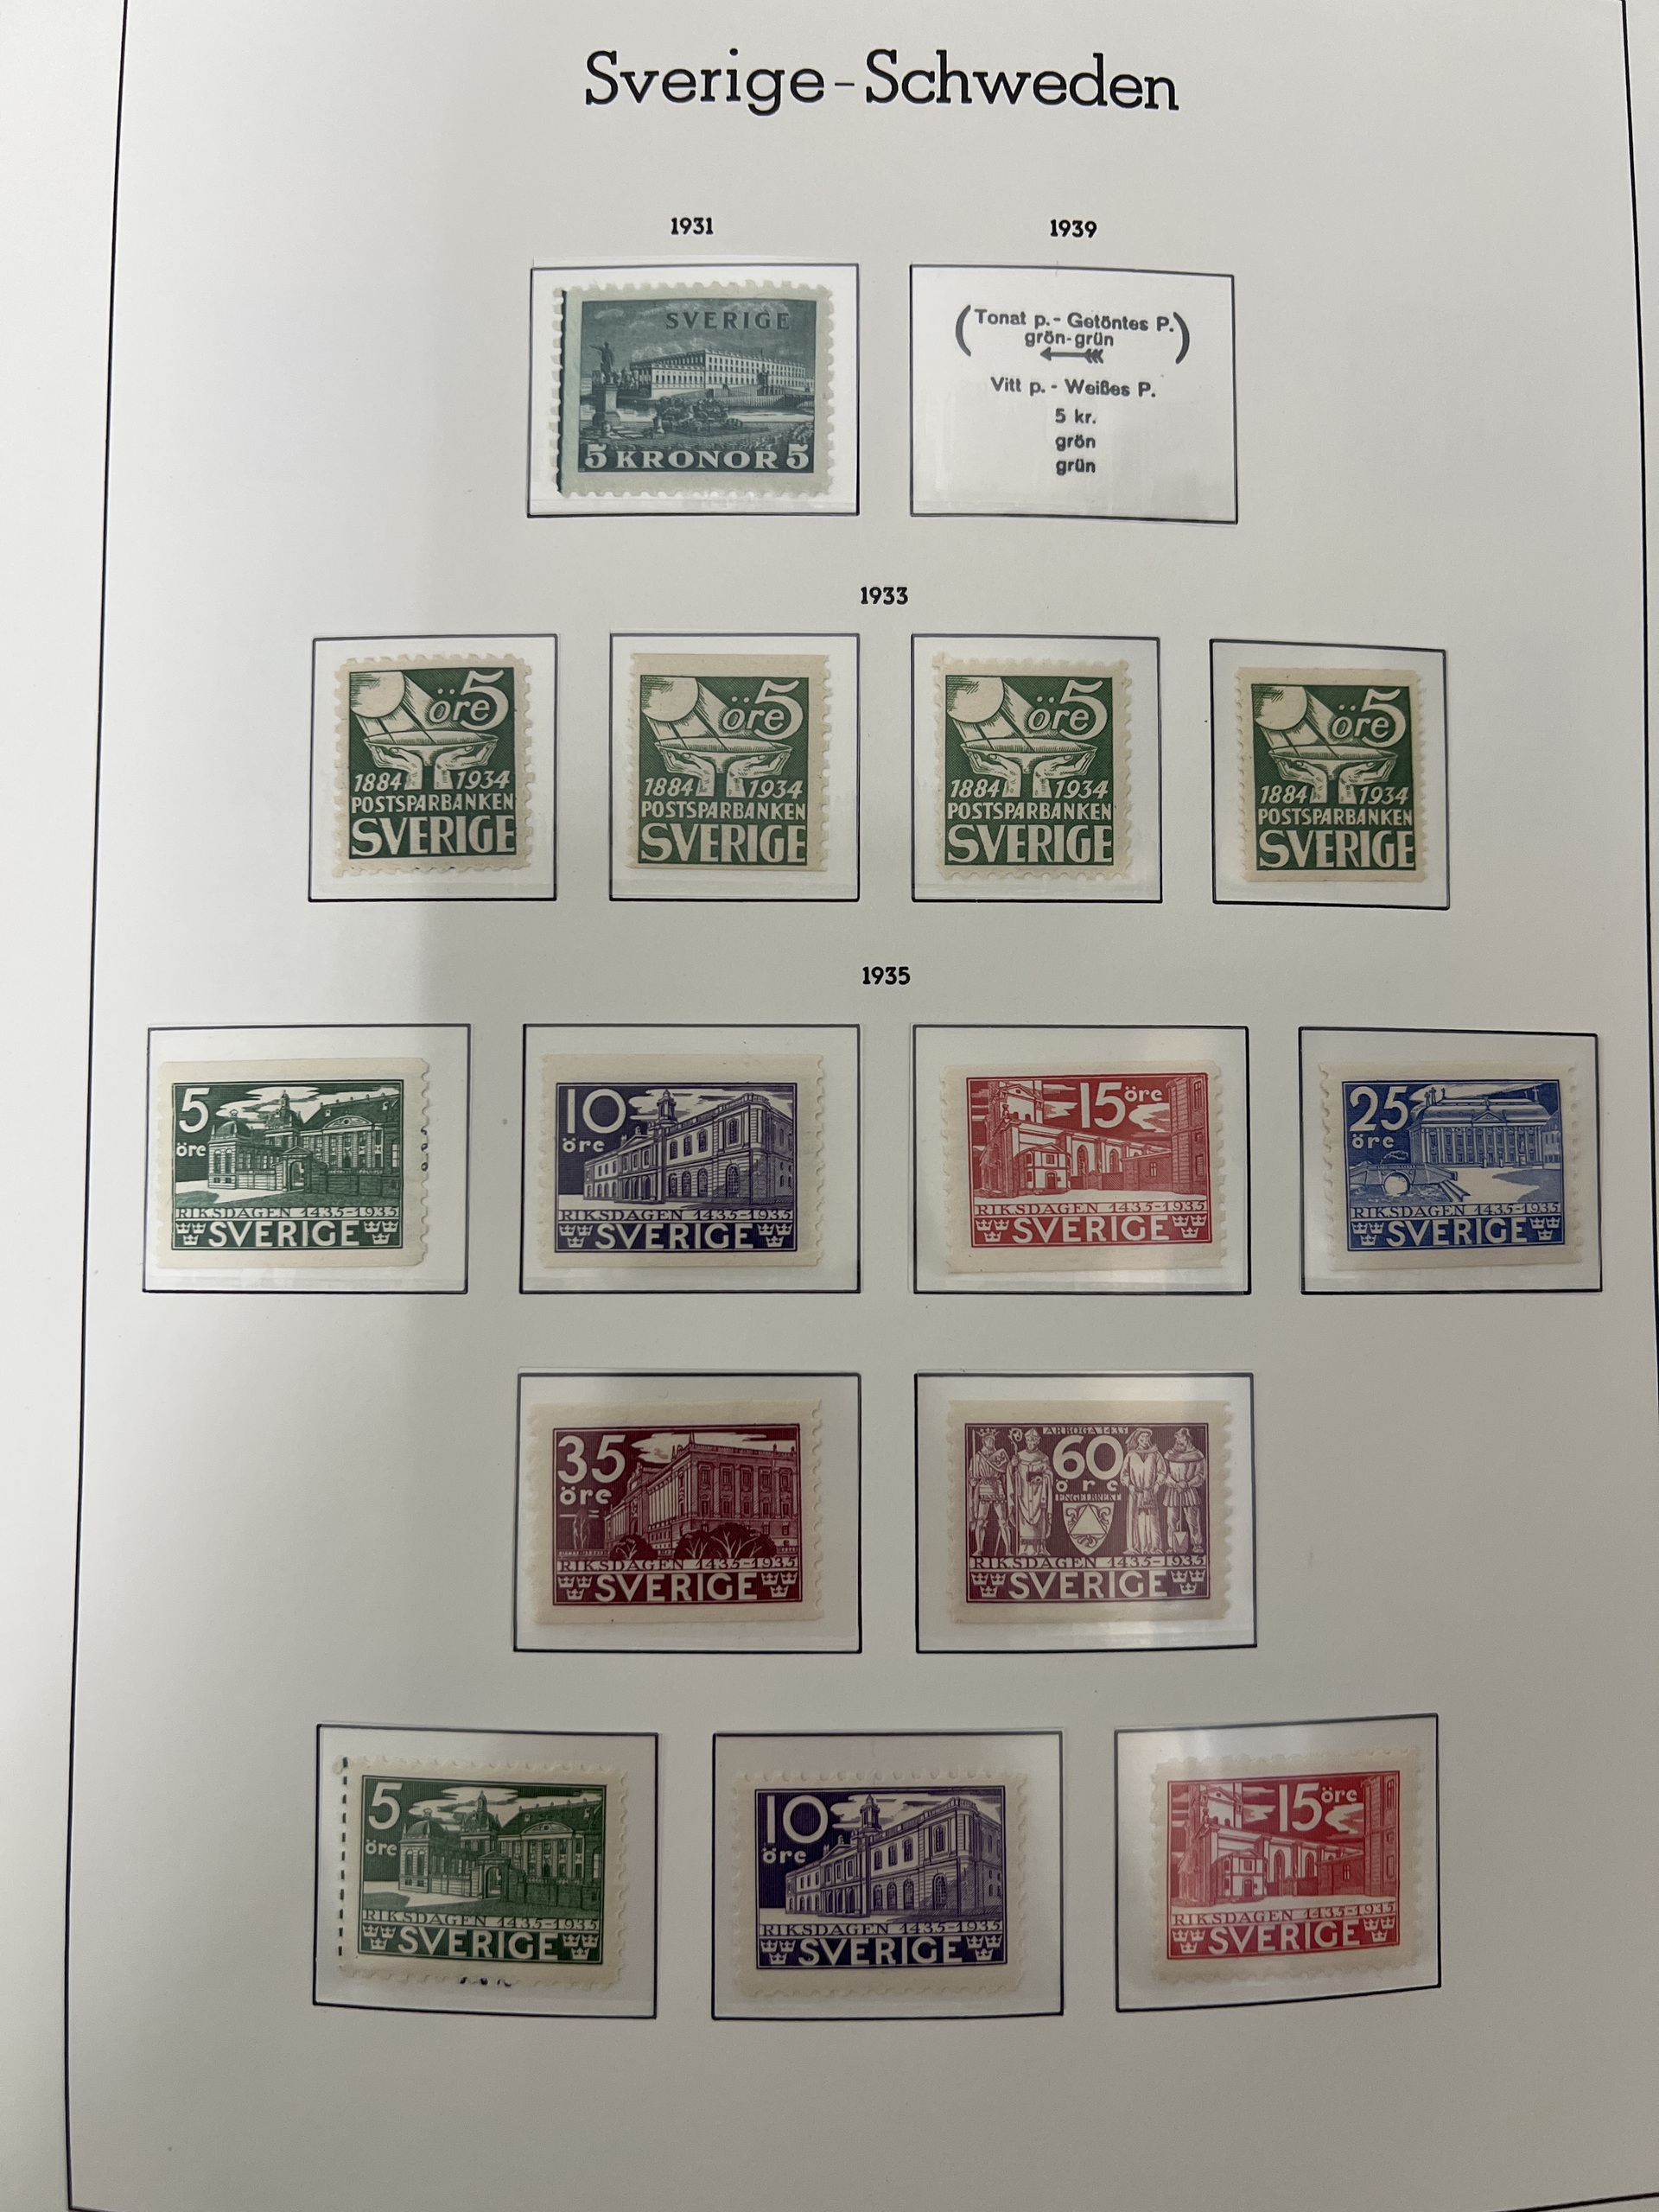 Sverige-Schweden
1931
1939
SVERIGE
5 KRONOR 5
(Tonat p.- Getöntes P.)
grön-grün
Vitt p. - Weißes P.
5 kr.
grön
grün
1933
öre 5
1884 1934
POSTSPARBANKEN
SVERIGE
öre 5
1884 1934
POSTSPARBANKEN
SVERIGE
öre 5
1884 1934
POSTSPARBANKEN
SVERIGE
öre 5
1884 1934
POSTSPARBANKEN
SVERIGE
1935
5
öre
RIKSDAGEN 1435-1935
SVERIGE
10
öre
RIKSDAGEN 1435-1935
SVERIGE
15 öre
RIKSDAGEN 1435-1935
SVERIGE
25
öre
RIKSDAGEN 1435-1935
SVERIGE
35
öre
RIKSDAGEN 1435-1935
SVERIGE
ARBOGA 1435
60
öre
ENGELBREKT
RIKSDAGEN 1435-1935
SVERIGE
5
öre
RIKSDAGEN 1435-1935
SVERIGE
10
öre
RIKSDAGEN 1435-1935
SVERIGE
15 öre
RIKSDAGEN 1435-1935
SVERIGE